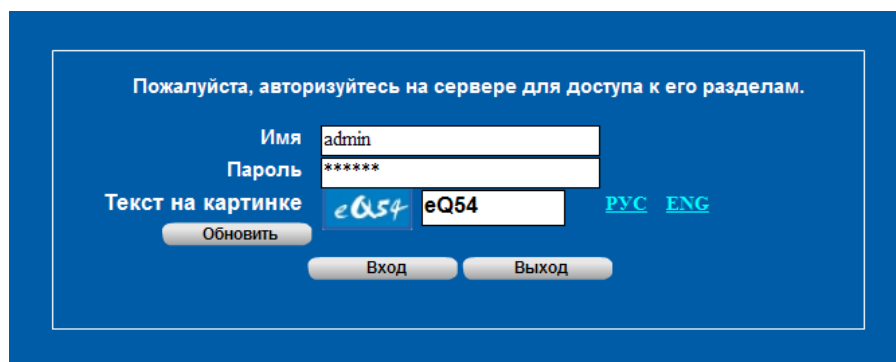 Пожалуйста, авторизуйтесь на сервере для доступа к его разделам.
Имя admin
Пароль ******
Текст на картинке eQ54 eQ54 РУС ENG
Обновить
Вход Выход